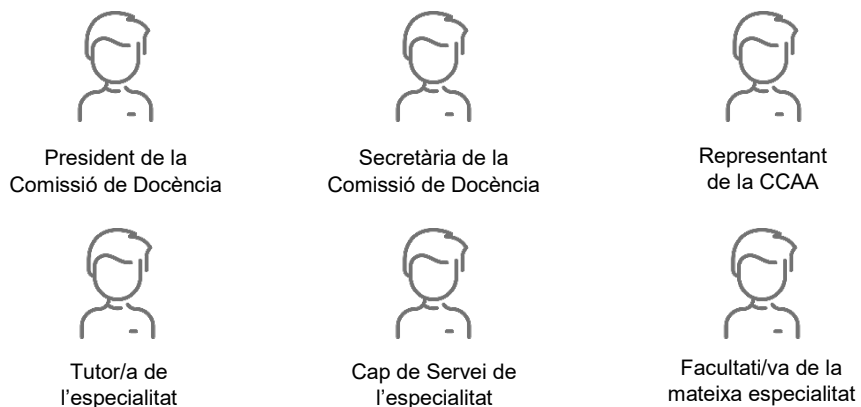 President de la
Comissió de Docència
Secretària de la
Comissió de Docència
Representant
de la CCAA
Tutor/a de
l’especialitat
Cap de Servei de
l’especialitat
Facultati/va de la
mateixa especialitat